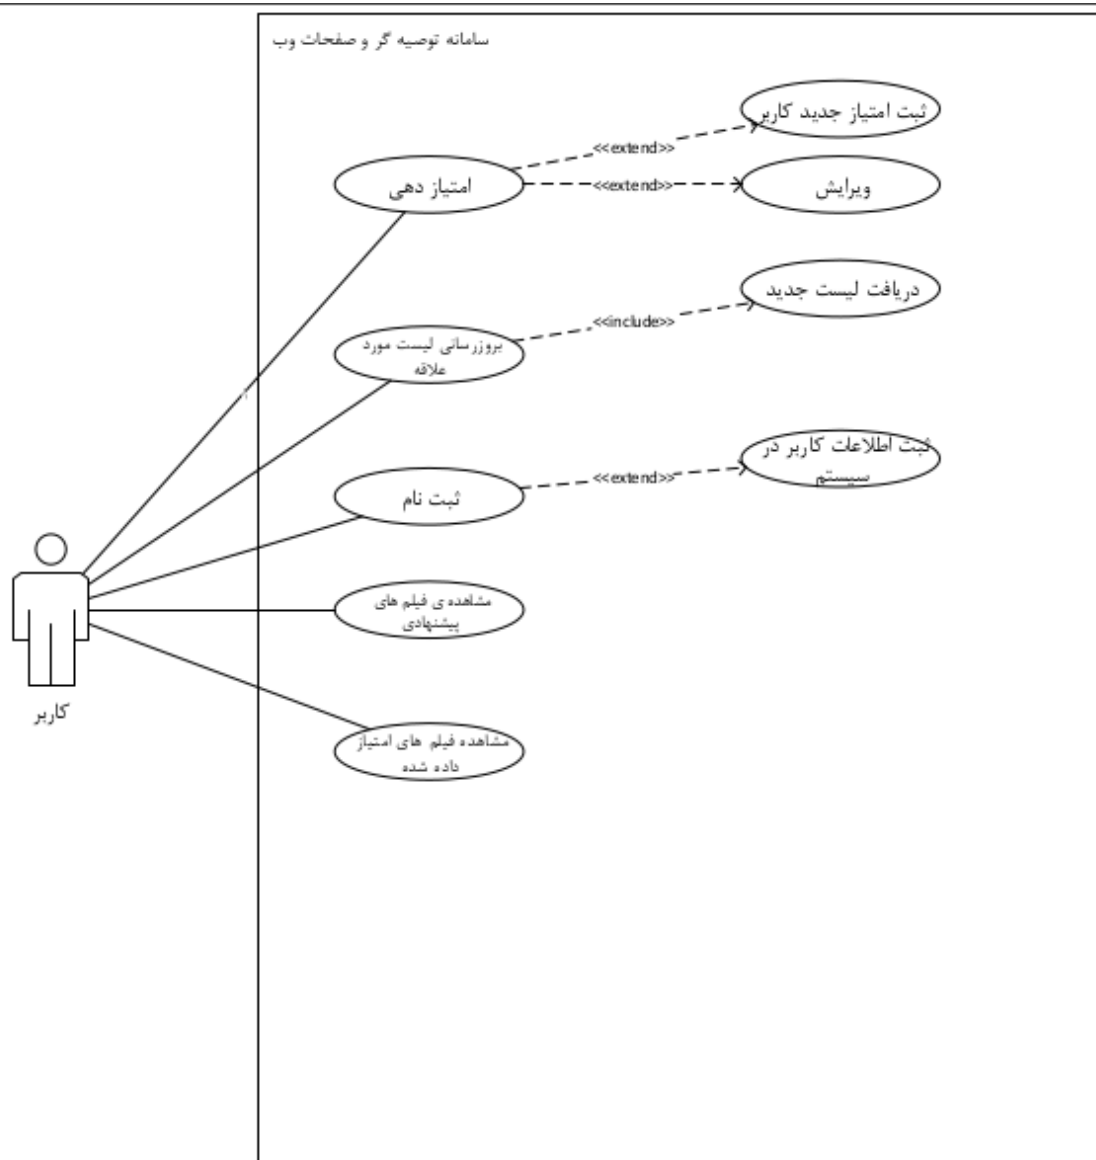 سامانه توصیه گر و صفحات وب
ثبت امتیاز جدید کاربر
<<extend>>
امتیاز دهی
<<extend>>
ویرایش
دریافت لیست جدید
<<include>>
بروزرسانی لیست مورد
علاقه
ثبت اطلاعات کاربر در
سیستم
<<extend>>
ثبت نام
مشاهده ی فیلم های
پیشنهادی
کاربر
مشاهده فیلم های امتیاز
داده شده